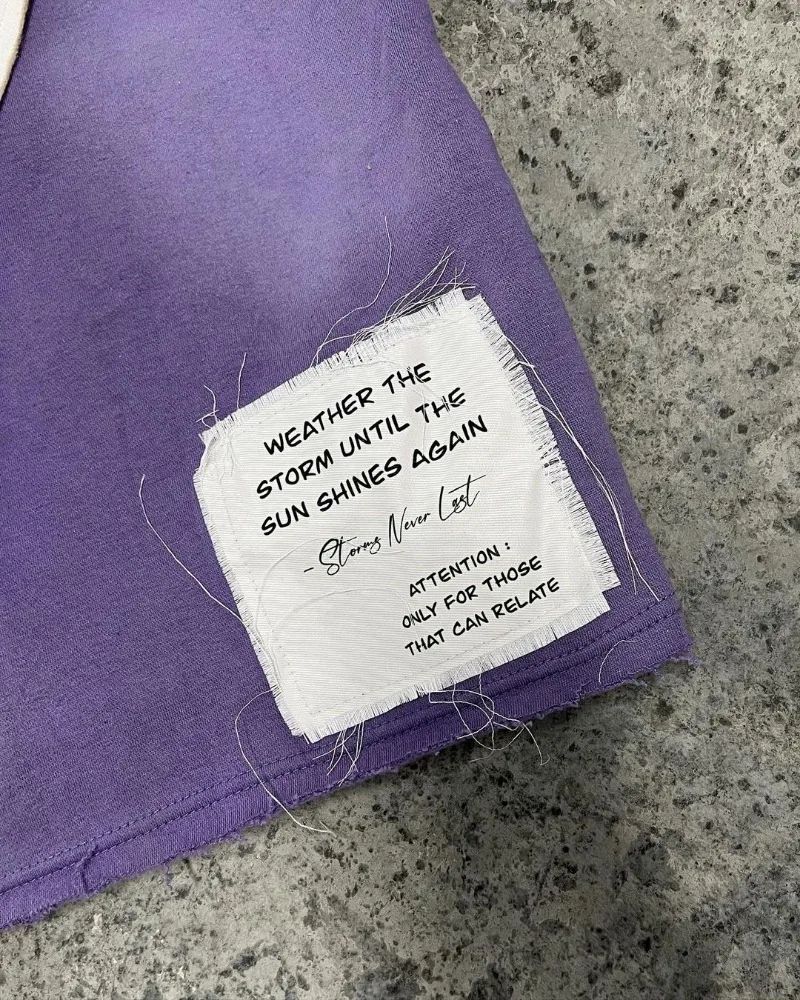 WEATHER THE
STORM UNTIL THE
SUN SHINES AGAIN
- Storms Never Last
ATTENTION :
ONLY FOR THOSE
THAT CAN RELATE